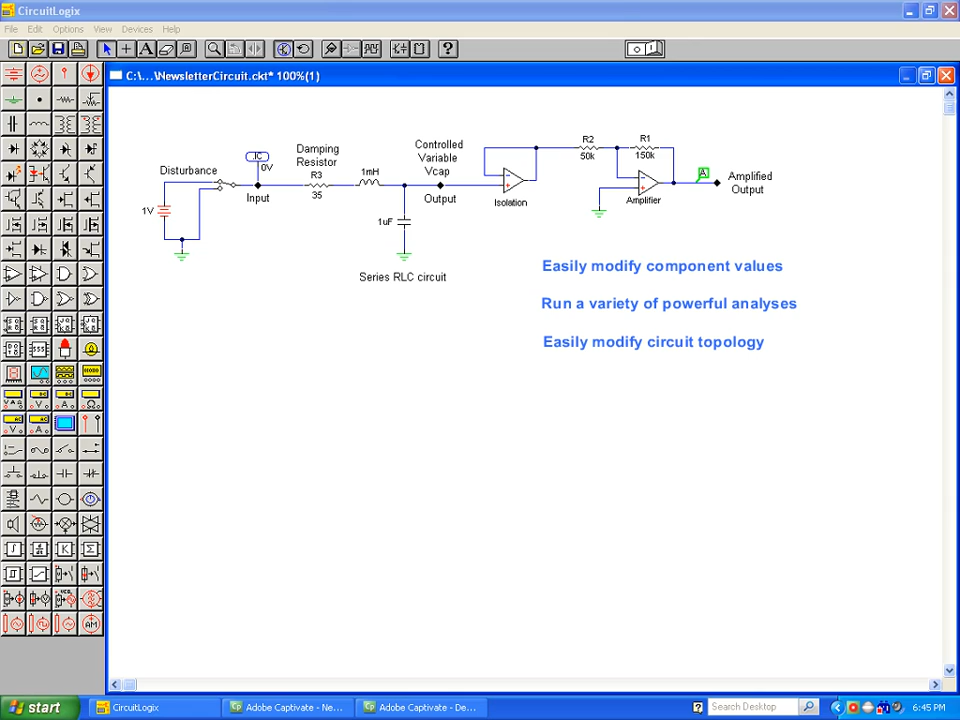 CircuitLogix
File Edit Options View Devices Help
A
?
C:\...\NewsletterCircuit.ckt* 100%(1)
Controlled
Variable
Vcap
Damping
Resistor
R3
35
Disturbance
.IC
0V
1mH
Input
Output
1V
1uF
Series RLC circuit
Isolation
R2
50k
R1
150k
Amplifier
A
Amplified
Output
Easily modify component values
Run a variety of powerful analyses
Easily modify circuit topology
555
V
A
Ω
V
A
K
Σ
AM
start
CircuitLogix
Adobe Captivate - Ne...
Adobe Captivate - De...
?
Search Desktop
6:45 PM